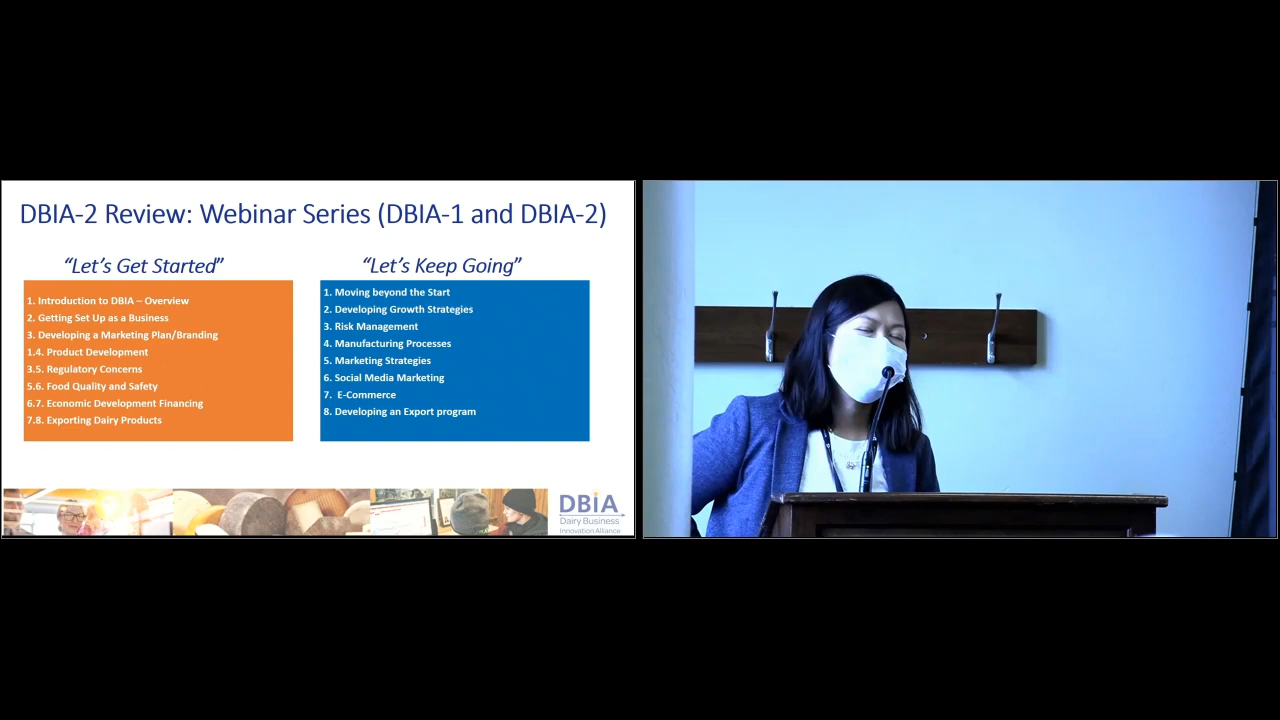 DBIA-2 Review: Webinar Series (DBIA-1 and DBIA-2)
“Let’s Get Started”
1. Introduction to DBIA – Overview
2. Getting Set Up as a Business
3. Developing a Marketing Plan/Branding
1.4. Product Development
3.5. Regulatory Concerns
5.6. Food Quality and Safety
6.7. Economic Development Financing
7.8. Exporting Dairy Products
“Let’s Keep Going”
1. Moving beyond the Start
2. Developing Growth Strategies
3. Risk Management
4. Manufacturing Processes
5. Marketing Strategies
6. Social Media Marketing
7. E-Commerce
8. Developing an Export program
DBiA
Dairy Business
Innovation Alliance